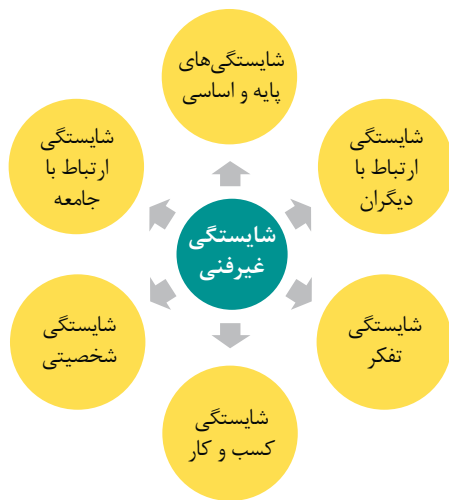 شایستگی‌های
پایه و اساسی
شایستگی
ارتباط با
دیگران
شایستگی
ارتباط با
جامعه
شایستگی
غیرفنی
شایستگی
تفکر
شایستگی
شخصیتی
شایستگی
کسب و کار